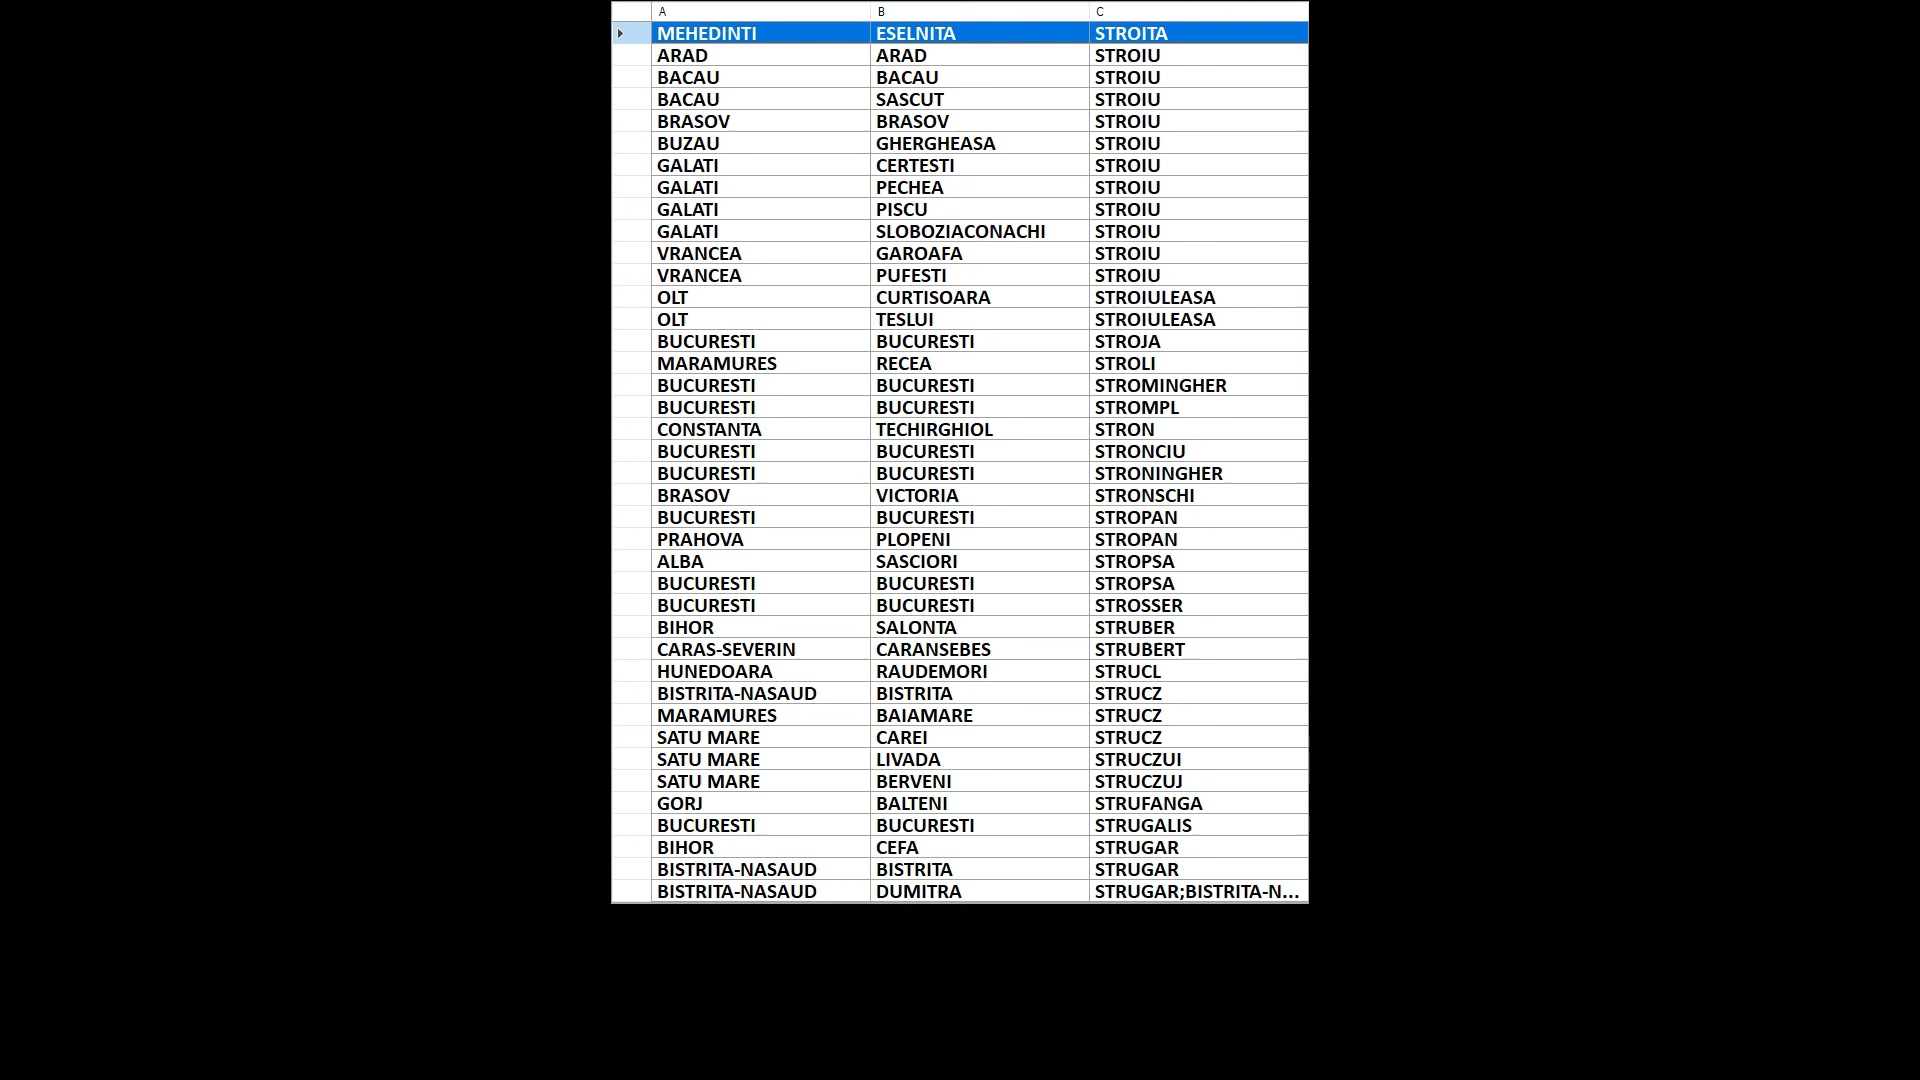 A B C
MEHEDINTI ESELNITA STROITA
ARAD ARAD STROIU
BACAU BACAU STROIU
BACAU SASCUT STROIU
BRASOV BRASOV STROIU
BUZAU GHERGHEASA STROIU
GALATI CERTESTI STROIU
GALATI PECHEA STROIU
GALATI PISCU STROIU
GALATI SLOBOZIACONACHI STROIU
VRANCEA GAROAFA STROIU
VRANCEA PUFESTI STROIU
OLT CURTISOARA STROIULEASA
OLT TESLUI STROIULEASA
BUCURESTI BUCURESTI STROJA
MARAMURES RECEA STROLI
BUCURESTI BUCURESTI STROMINGHER
BUCURESTI BUCURESTI STROMPL
CONSTANTA TECHIRGHIOL STRON
BUCURESTI BUCURESTI STRONCIU
BUCURESTI BUCURESTI STRONINGHER
BRASOV VICTORIA STRONSCHI
BUCURESTI BUCURESTI STROPAN
PRAHOVA PLOPENI STROPAN
ALBA SASCIORI STROPSA
BUCURESTI BUCURESTI STROPSA
BUCURESTI BUCURESTI STROSSER
BIHOR SALONTA STRUBER
CARAS-SEVERIN CARANSEBES STRUBERT
HUNEDOARA RAUDEMORI STRUCL
BISTRITA-NASAUD BISTRITA STRUCZ
MARAMURES BAIAMARE STRUCZ
SATU MARE CAREI STRUCZ
SATU MARE LIVADA STRUCZUI
SATU MARE BERVENI STRUCZUJ
GORJ BALTENI STRUFANGA
BUCURESTI BUCURESTI STRUGALIS
BIHOR CEFA STRUGAR
BISTRITA-NASAUD BISTRITA STRUGAR
BISTRITA-NASAUD DUMITRA STRUGAR;BISTRITA-N...